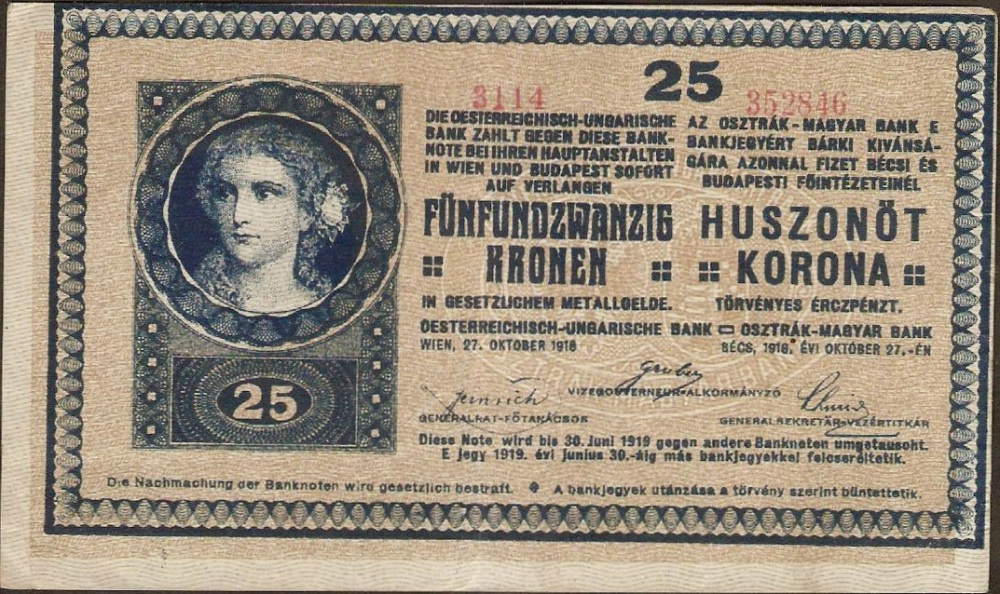 25
3114
352846
DIE OESTERREICHISCH-UNGARISCHE
BANK ZAHLT GEGEN DIESE BANK-
NOTE BEI IHREN HAUPTANSTALTEN
IN WIEN UND BUDAPEST SOFORT
AUF VERLANGEN
FÜNFUNDZWANZIG
KRONEN
IN GESETZLICHEM METALLGELDE.
AZ OSZTRÁK-MAGYAR BANK E
BANKJEGYÉRT BÁRKI KIVÁNSÁ-
GÁRA AZONNAL FIZET BÉCSI ÉS
BUDAPESTI FŐINTÉZETEINÉL
HUSZONÖT
KORONA
TÖRVÉNYES ÉRCZPÉNZT.
OESTERREICHISCH-UNGARISCHE BANK
WIEN, 27. OKTOBER 1918
OSZTRÁK-MAGYAR BANK
BÉCS, 1918. ÉVI OKTÓBER 27.-ÉN
Gruber
VIZEGOUVERNEUR-ALKORMÁNYZÓ
GENERALRAT-FŐTANÁCSOS
GENERALSEKRETÄR-VEZÉRTITKÁR
Diese Note wird bis 30. Juni 1919 gegen andere Banknoten umgetauscht.
E jegy 1919. évi junius 30.-áig más bankjegyekkel felcseréltetik.
25
Die Nachmachung der Banknoten wird gesetzlich bestraft. A bankjegyek utánzása a törvény szerint büntettetik.